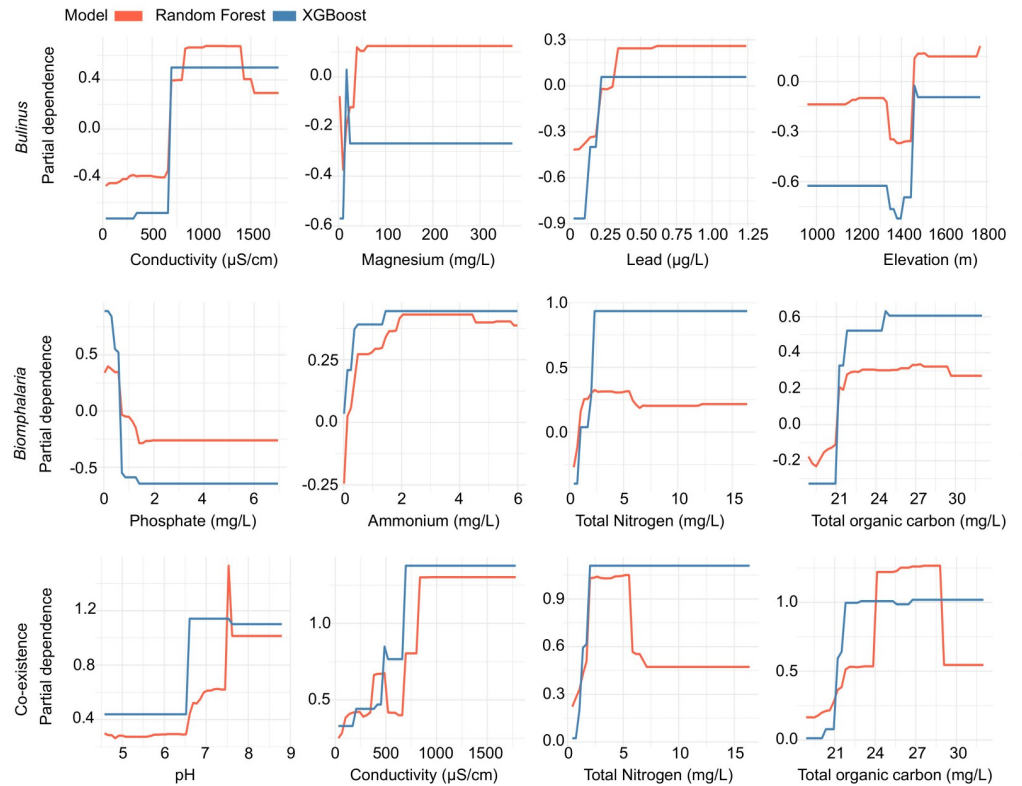 Model Random Forest XGBoost
Bulinus
Partial dependence
0.4
0.0
-0.4
0 500 1000 1500
Conductivity (µS/cm)
0.0
-0.2
-0.4
-0.6
0 100 200 300
Magnesium (mg/L)
0.3
0.0
-0.3
-0.6
-0.9
0 0.25 0.50 0.75 1.00 1.25
Lead (µg/L)
0.0
-0.3
-0.6
1000 1200 1400 1600 1800
Elevation (m)
Biomphalaria
Partial dependence
0.5
0.0
-0.5
0 2 4 6
Phosphate (mg/L)
0.25
0.0
-0.25
0 2 4 6
Ammonium (mg/L)
1.0
0.5
0.0
0 5 10 15
Total Nitrogen (mg/L)
0.6
0.4
0.2
0.0
-0.2
21 24 27 30
Total organic carbon (mg/L)
Co-existence
Partial dependence
1.2
0.8
0.4
5 6 7 8 9
pH
1.0
0.5
0 500 1000 1500
Conductivity (µS/cm)
0.9
0.6
0.3
0.0
0 5 10 15
Total Nitrogen (mg/L)
1.0
0.5
0.0
21 24 27 30
Total organic carbon (mg/L)